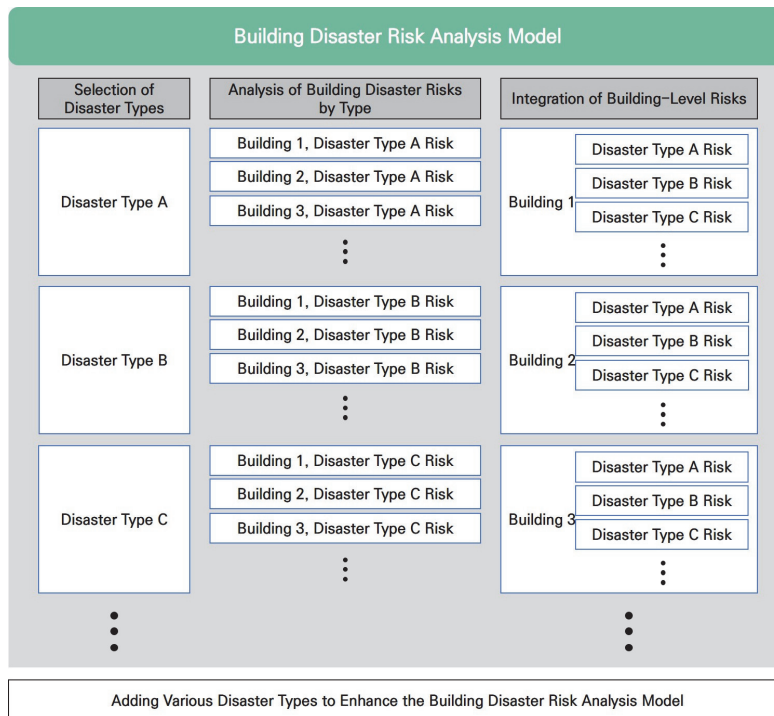 Building Disaster Risk Analysis Model
Selection of
Disaster Types
Analysis of Building Disaster Risks
by Type
Integration of Building-Level Risks
Disaster Type A
Building 1, Disaster Type A Risk
Building 2, Disaster Type A Risk
Building 3, Disaster Type A Risk
Building 1
Disaster Type A Risk
Disaster Type B Risk
Disaster Type C Risk
Disaster Type B
Building 1, Disaster Type B Risk
Building 2, Disaster Type B Risk
Building 3, Disaster Type B Risk
Building 2
Disaster Type A Risk
Disaster Type B Risk
Disaster Type C Risk
Disaster Type C
Building 1, Disaster Type C Risk
Building 2, Disaster Type C Risk
Building 3, Disaster Type C Risk
Building 3
Disaster Type A Risk
Disaster Type B Risk
Disaster Type C Risk
Adding Various Disaster Types to Enhance the Building Disaster Risk Analysis Model